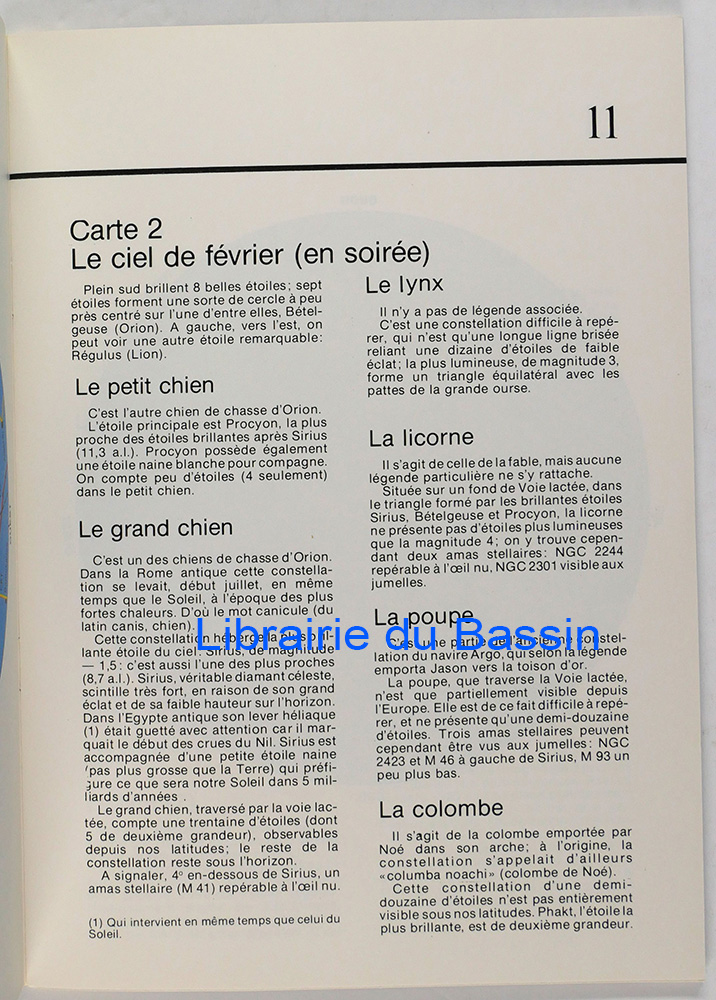 11
Carte 2
Le ciel de février (en soirée)
Plein sud brillent 8 belles étoiles; sept
étoiles forment une sorte de cercle à peu
près centré sur l'une d'entre elles, Bétel-
geuse (Orion). A gauche, vers l'est, on
peut voir une autre étoile remarquable:
Régulus (Lion).
Le petit chien
C'est l'autre chien de chasse d'Orion.
L'étoile principale est Procyon, la plus
proche des étoiles brillantes après Sirius
(11,3 a.l.). Procyon possède également
une étoile naine blanche pour compagne.
On compte peu d'étoiles (4 seulement)
dans le petit chien.
Le grand chien
C'est un des chiens de chasse d'Orion.
Dans la Rome antique cette constella-
tion se levait, début juillet, en même
temps que le Soleil, à l'époque des plus
fortes chaleurs. D'où le mot canicule (du
latin canis, chien).
Cette constellation héberge la plus bril-
lante étoile du ciel: Sirius, de magnitude
— 1,5: c'est aussi l'une des plus proches
(8,7 a.l.). Sirius, véritable diamant céleste,
scintille très fort, en raison de son grand
éclat et de sa faible hauteur sur l'horizon.
Dans l'Egypte antique son lever héliaque
(1) était guetté avec attention car il mar-
quait le début des crues du Nil. Sirius est
accompagnée d'une petite étoile naine
(pas plus grosse que la Terre) qui préfi-
gure ce que sera notre Soleil dans 5 mil-
liards d'années .
Le grand chien, traversé par la voie lac-
tée, compte une trentaine d'étoiles (dont
5 de deuxième grandeur), observables
depuis nos latitudes; le reste de la
constellation reste sous l'horizon.
A signaler, 4º en-dessous de Sirius, un
amas stellaire (M 41) repérable à l'œil nu.
(1) Qui intervient en même temps que celui du
Soleil.
Le lynx
Il n'y a pas de légende associée.
C'est une constellation difficile à repé-
rer, qui n'est qu'une longue ligne brisée
reliant une dizaine d'étoiles de faible
éclat; la plus lumineuse, de magnitude 3,
forme un triangle équilatéral avec les
pattes de la grande ourse.
La licorne
Il s'agit de celle de la fable, mais aucune
légende particulière ne s'y rattache.
Située sur un fond de Voie lactée, dans
le triangle formé par les brillantes étoiles
Sirius, Bételgeuse et Procyon, la licorne
ne présente pas d'étoiles plus lumineuses
que la magnitude 4; on y trouve cepen-
dant deux amas stellaires: NGC 2244
repérable à l'œil nu, NGC 2301 visible aux
jumelles.
La poupe
C'est une partie de l'ancienne constel-
lation du navire Argo, qui selon la légende
emporta Jason vers la toison d'or.
La poupe, que traverse la Voie lactée,
n'est que partiellement visible depuis
l'Europe. Elle est de ce fait difficile à repé-
rer, et ne présente qu'une demi-douzaine
d'étoiles. Trois amas stellaires peuvent
cependant être vus aux jumelles: NGC
2423 et M 46 à gauche de Sirius, M 93 un
peu plus bas.
La colombe
Il s'agit de la colombe emportée par
Noé dans son arche; à l'origine, la
constellation s'appelait d'ailleurs
«columba noachi» (colombe de Noé).
Cette constellation d'une demi-
douzaine d'étoiles n'est pas entièrement
visible sous nos latitudes. Phakt, l'étoile la
plus brillante, est de deuxième grandeur.
Librairie du Bassin